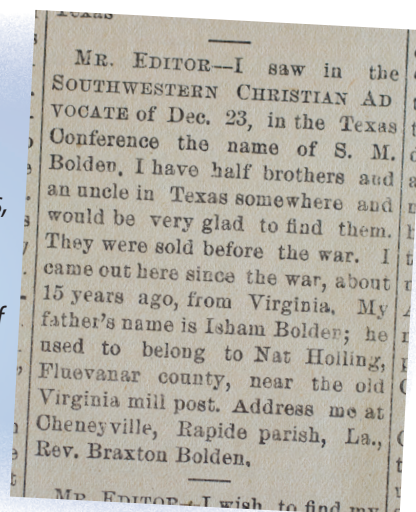 Texas
MR. EDITOR—I saw in the
SOUTHWESTERN CHRISTIAN AD
VOCATE of Dec. 23, in the Texas
Conference the name of S. M.
Bolden. I have half brothers and
an uncle in Texas somewhere and
would be very glad to find them.
They were sold before the war. I
came out here since the war, about
15 years ago, from Virginia. My
father's name is Isham Bolden; he
used to belong to Nat Holling,
Fluevanar county, near the old
Virginia mill post. Address me at
Cheneyville, Rapide parish, La.,
Rev. Braxton Bolden.
MR. EDITOR—I wish to find my